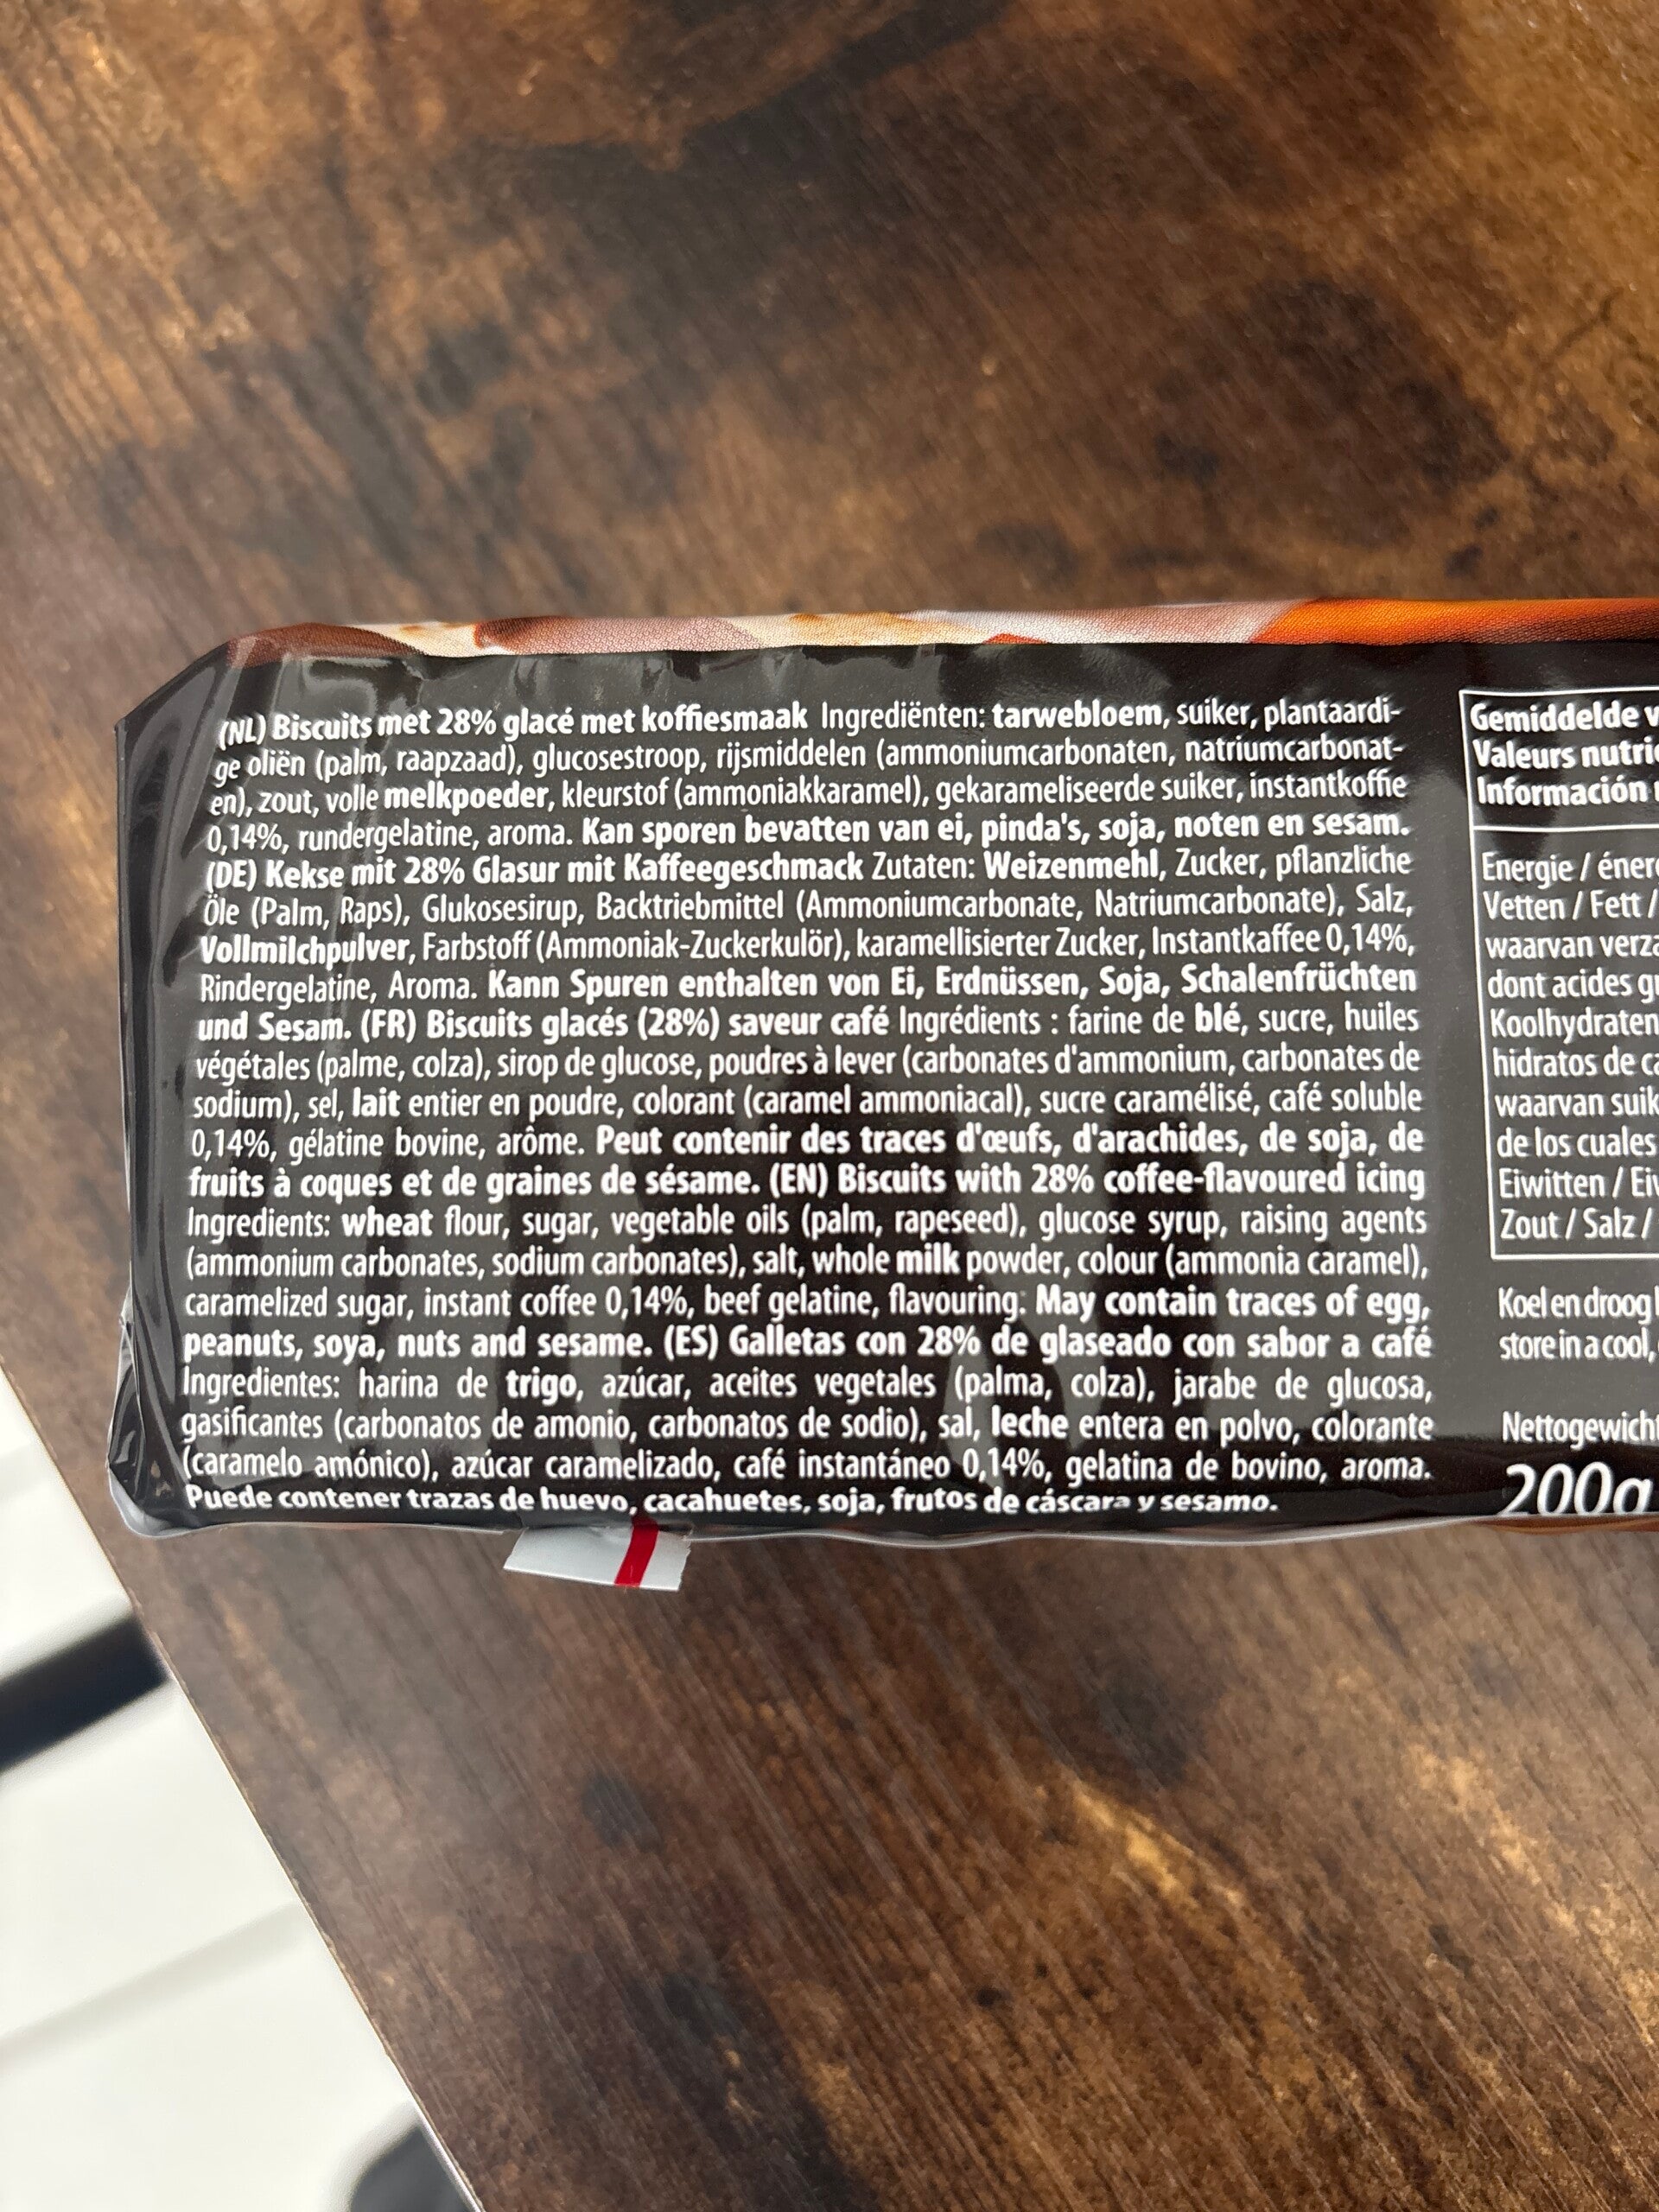 (NL) Biscuits met 28% glacé met koffiesmaak Ingrediënten: tarwebloem, suiker, plantaardi-
ge oliën (palm, raapzaad), glucosestroop, rijsmiddelen (ammoniumcarbonaten, natriumcarbonat-
en), zout, volle melkpoeder, kleurstof (ammoniakkaramel), gekarameliseerde suiker, instantkoffie
0,14%, rundergelatine, aroma. Kan sporen bevatten van ei, pinda's, soja, noten en sesam.
(DE) Kekse mit 28% Glasur mit Kaffeegeschmack Zutaten: Weizenmehl, Zucker, pflanzliche
Öle (Palm, Raps), Glukosesirup, Backtriebmittel (Ammoniumcarbonate, Natriumcarbonate), Salz,
Vollmilchpulver, Farbstoff (Ammoniak-Zuckerkulör), karamellisierter Zucker, Instantkaffee 0,14%,
Rindergelatine, Aroma. Kann Spuren enthalten von Ei, Erdnüssen, Soja, Schalenfrüchten
und Sesam. (FR) Biscuits glacés (28%) saveur café Ingrédients : farine de blé, sucre, huiles
végétales (palme, colza), sirop de glucose, poudres à lever (carbonates d'ammonium, carbonates de
sodium), sel, lait entier en poudre, colorant (caramel ammoniacal), sucre caramélisé, café soluble
0,14%, gélatine bovine, arôme. Peut contenir des traces d'œufs, d'arachides, de soja, de
fruits à coques et de graines de sésame. (EN) Biscuits with 28% coffee-flavoured icing
Ingredients: wheat flour, sugar, vegetable oils (palm, rapeseed), glucose syrup, raising agents
(ammonium carbonates, sodium carbonates), salt, whole milk powder, colour (ammonia caramel),
caramelized sugar, instant coffee 0,14%, beef gelatine, flavouring. May contain traces of egg,
peanuts, soya, nuts and sesame. (ES) Galletas con 28% de glaseado con sabor a café
Ingredientes: harina de trigo, azúcar, aceites vegetales (palma, colza), jarabe de glucosa,
gasificantes (carbonatos de amonio, carbonatos de sodio), sal, leche entera en polvo, colorante
(caramelo amónico), azúcar caramelizado, café instantáneo 0,14%, gelatina de bovino, aroma.
Puede contener trazas de huevo, cacahuetes, soja, frutos de cáscara y sesamo.
Gemiddelde
Valeurs
Información
Energie /
Vetten / Fett /
waarvan
dont acides
Koolhydraten
hidratos de
waarvan
de los cuales
Eiwitten /
Zout / Salz /
Koel en droog
store in a cool,
Nettogewicht
200g